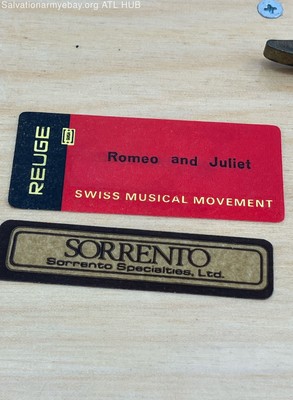 Salvationarmyebay.org ATL HUB
REUGE
Romeo and Juliet
SWISS MUSICAL MOVEMENT
SORRENTO
Sorrento Specialties, Ltd.